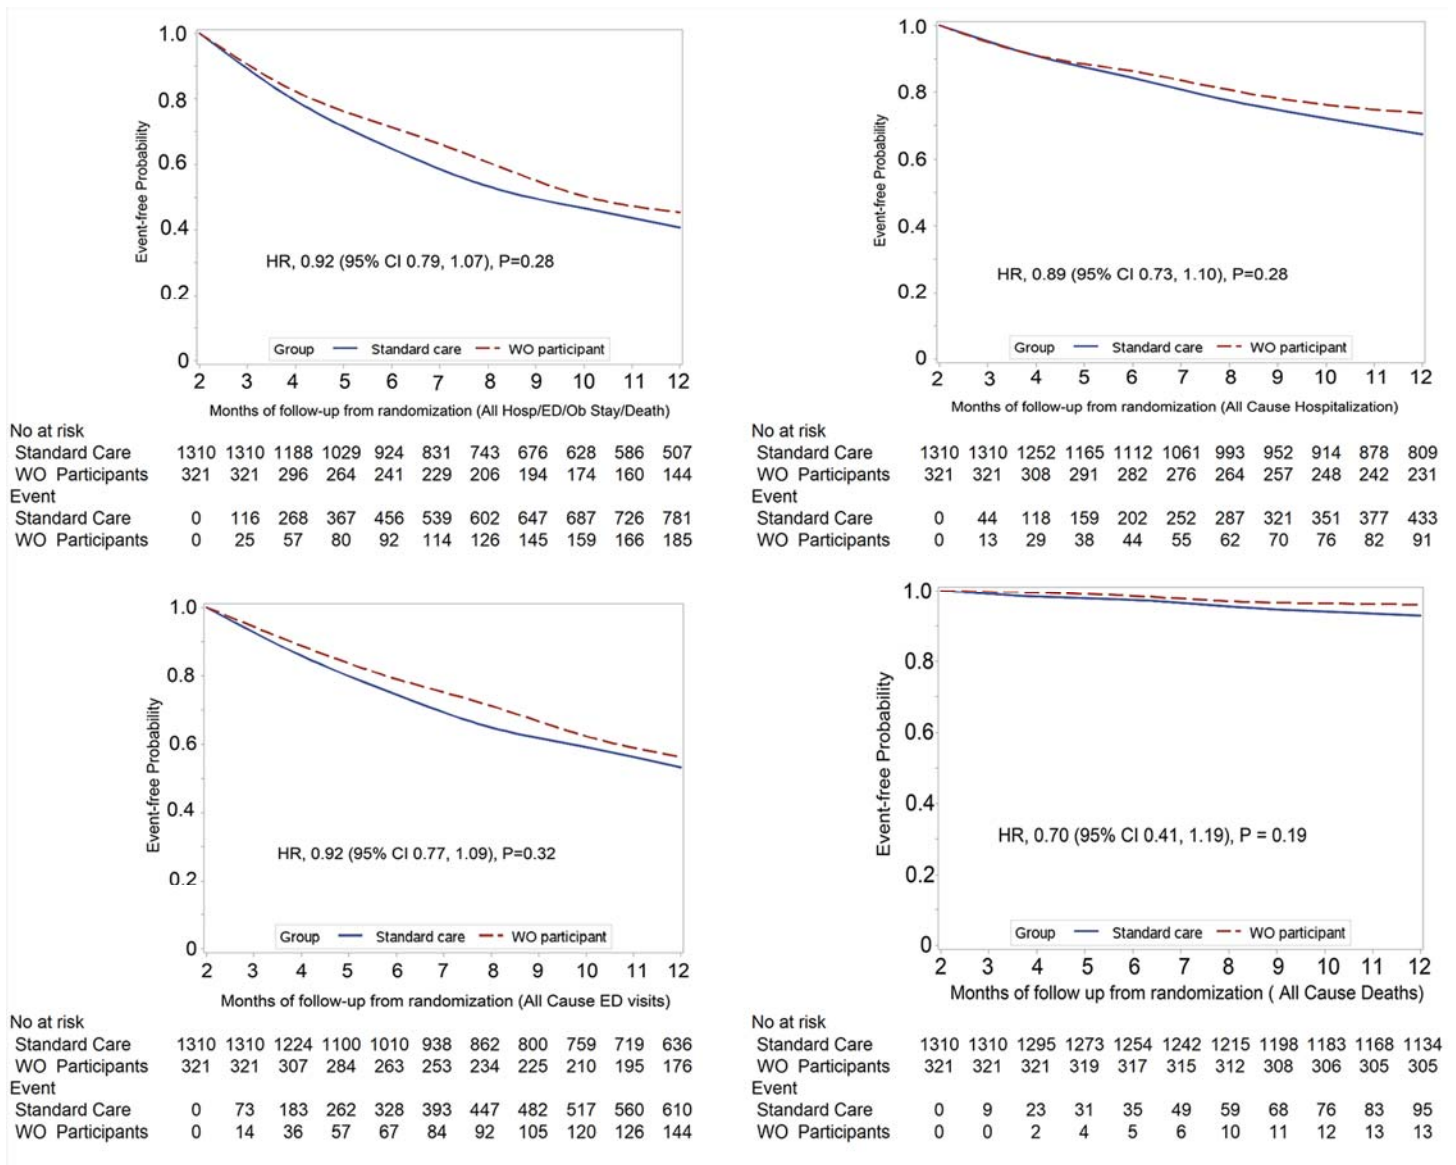 1.0
0.8
0.6
0.4
0.2
0
Event-free Probability
HR, 0.92 (95% CI 0.79, 1.07), P=0.28
Group Standard care WO participant
2 3 4 5 6 7 8 9 10 11 12
Months of follow-up from randomization (All Hosp/ED/Ob Stay/Death)
No at risk
Standard Care 1310 1310 1188 1029 924 831 743 676 628 586 507
WO Participants 321 321 296 264 241 229 206 194 174 160 144
Event
Standard Care 0 116 268 367 456 539 602 647 687 726 781
WO Participants 0 25 57 80 92 114 126 145 159 166 185
1.0
0.8
0.6
0.4
0.2
0
Event-free Probability
HR, 0.89 (95% CI 0.73, 1.10), P=0.28
Group Standard care WO participant
2 3 4 5 6 7 8 9 10 11 12
Months of follow-up from randomization (All Cause Hospitalization)
No at risk
Standard Care 1310 1310 1252 1165 1112 1061 993 952 914 878 809
WO Participants 321 321 308 291 282 276 264 257 248 242 231
Event
Standard Care 0 44 118 159 202 252 287 321 351 377 433
WO Participants 0 13 29 38 44 55 62 70 76 82 91
1.0
0.8
0.6
0.4
0.2
0
Event-free Probability
HR, 0.92 (95% CI 0.77, 1.09), P=0.32
Group Standard care WO participant
2 3 4 5 6 7 8 9 10 11 12
Months of follow-up from randomization (All Cause ED visits)
No at risk
Standard Care 1310 1310 1224 1100 1010 938 862 800 759 719 636
WO Participants 321 321 307 284 263 253 234 225 210 195 176
Event
Standard Care 0 73 183 262 328 393 447 482 517 560 610
WO Participants 0 14 36 57 67 84 92 105 120 126 144
1.0
0.8
0.6
0.4
0.2
0
Event-free Probability
HR, 0.70 (95% CI 0.41, 1.19), P = 0.19
Group Standard care WO participant
2 3 4 5 6 7 8 9 10 11 12
Months of follow up from randomization ( All Cause Deaths)
No at risk
Standard Care 1310 1310 1295 1273 1254 1242 1215 1198 1183 1168 1134
WO Participants 321 321 321 319 317 315 312 308 306 305 305
Event
Standard Care 0 9 23 31 35 49 59 68 76 83 95
WO Participants 0 0 2 4 5 6 10 11 12 13 13